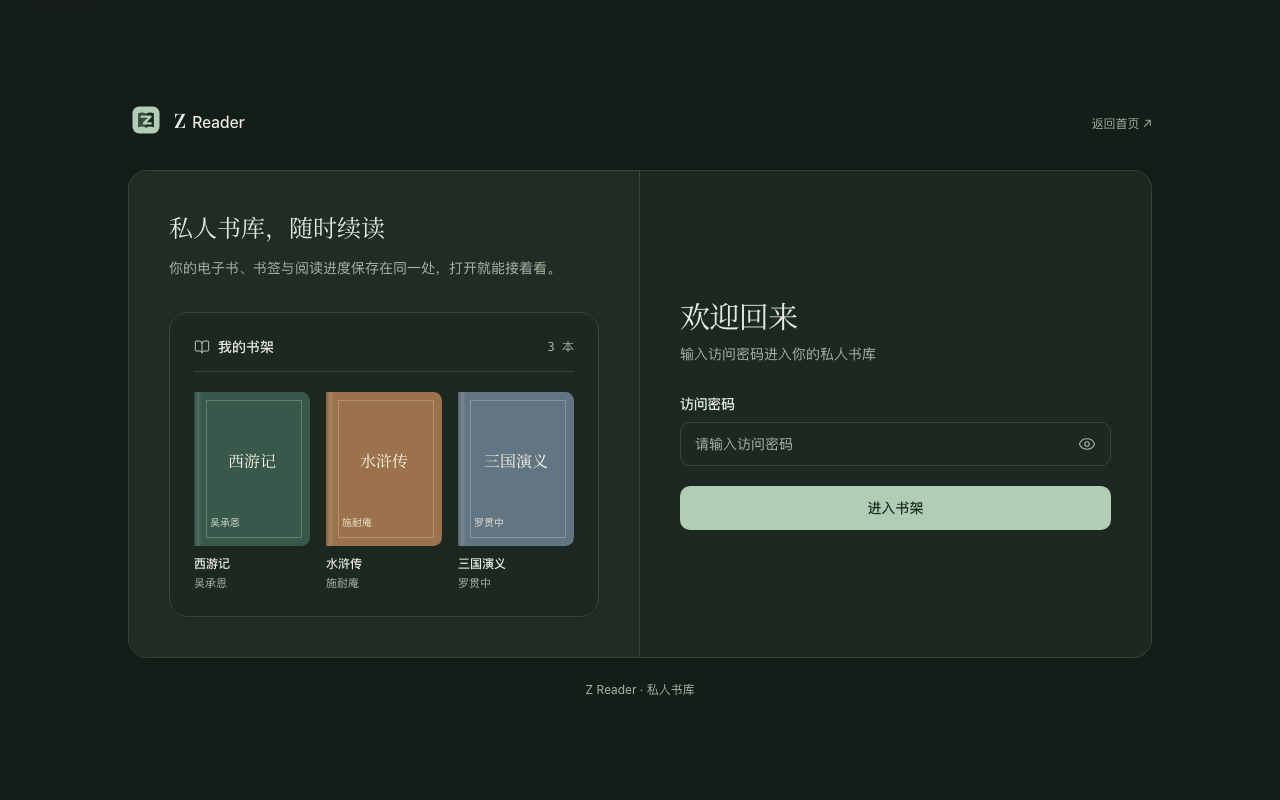 Z Reader
返回首页 ↗
私人书库，随时续读
你的电子书、书签与阅读进度保存在同一处，打开就能接着看。
我的书架
3 本
西游记
吴承恩
水浒传
施耐庵
三国演义
罗贯中
西游记
吴承恩
水浒传
施耐庵
三国演义
罗贯中
欢迎回来
输入访问密码进入你的私人书库
访问密码
请输入访问密码
进入书架
Z Reader · 私人书库